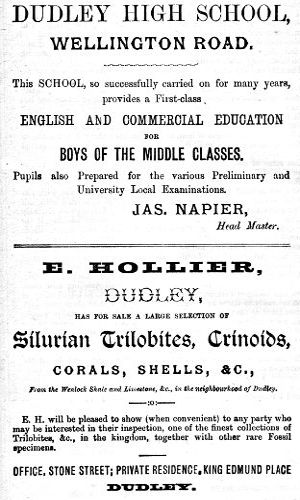 DUDLEY HIGH SCHOOL,
WELLINGTON ROAD.
This SCHOOL, so successfully carried on for many years,
provides a First-class
ENGLISH AND COMMERCIAL EDUCATION
FOR
BOYS OF THE MIDDLE CLASSES.
Pupils also Prepared for the various Preliminary and
University Local Examinations.
JAS. NAPIER,
Head Master.
E. HOLLIER,
DUDLEY,
HAS FOR SALE A LARGE SELECTION OF
Silurian Trilobites, Crinoids,
CORALS, SHELLS, &C.,
From the Wenlock Shale and Limestone, &c., in the neighbourhood of Dudley.
:o:
E. H. will be pleased to show (when convenient) to any party who
may be interested in their inspection, one of the finest collections of
Trilobites, &c., in the kingdom, together with other rare Fossil
specimens.
OFFICE, STONE STREET; PRIVATE RESIDENCE, KING EDMUND PLACE
DUDLEY.